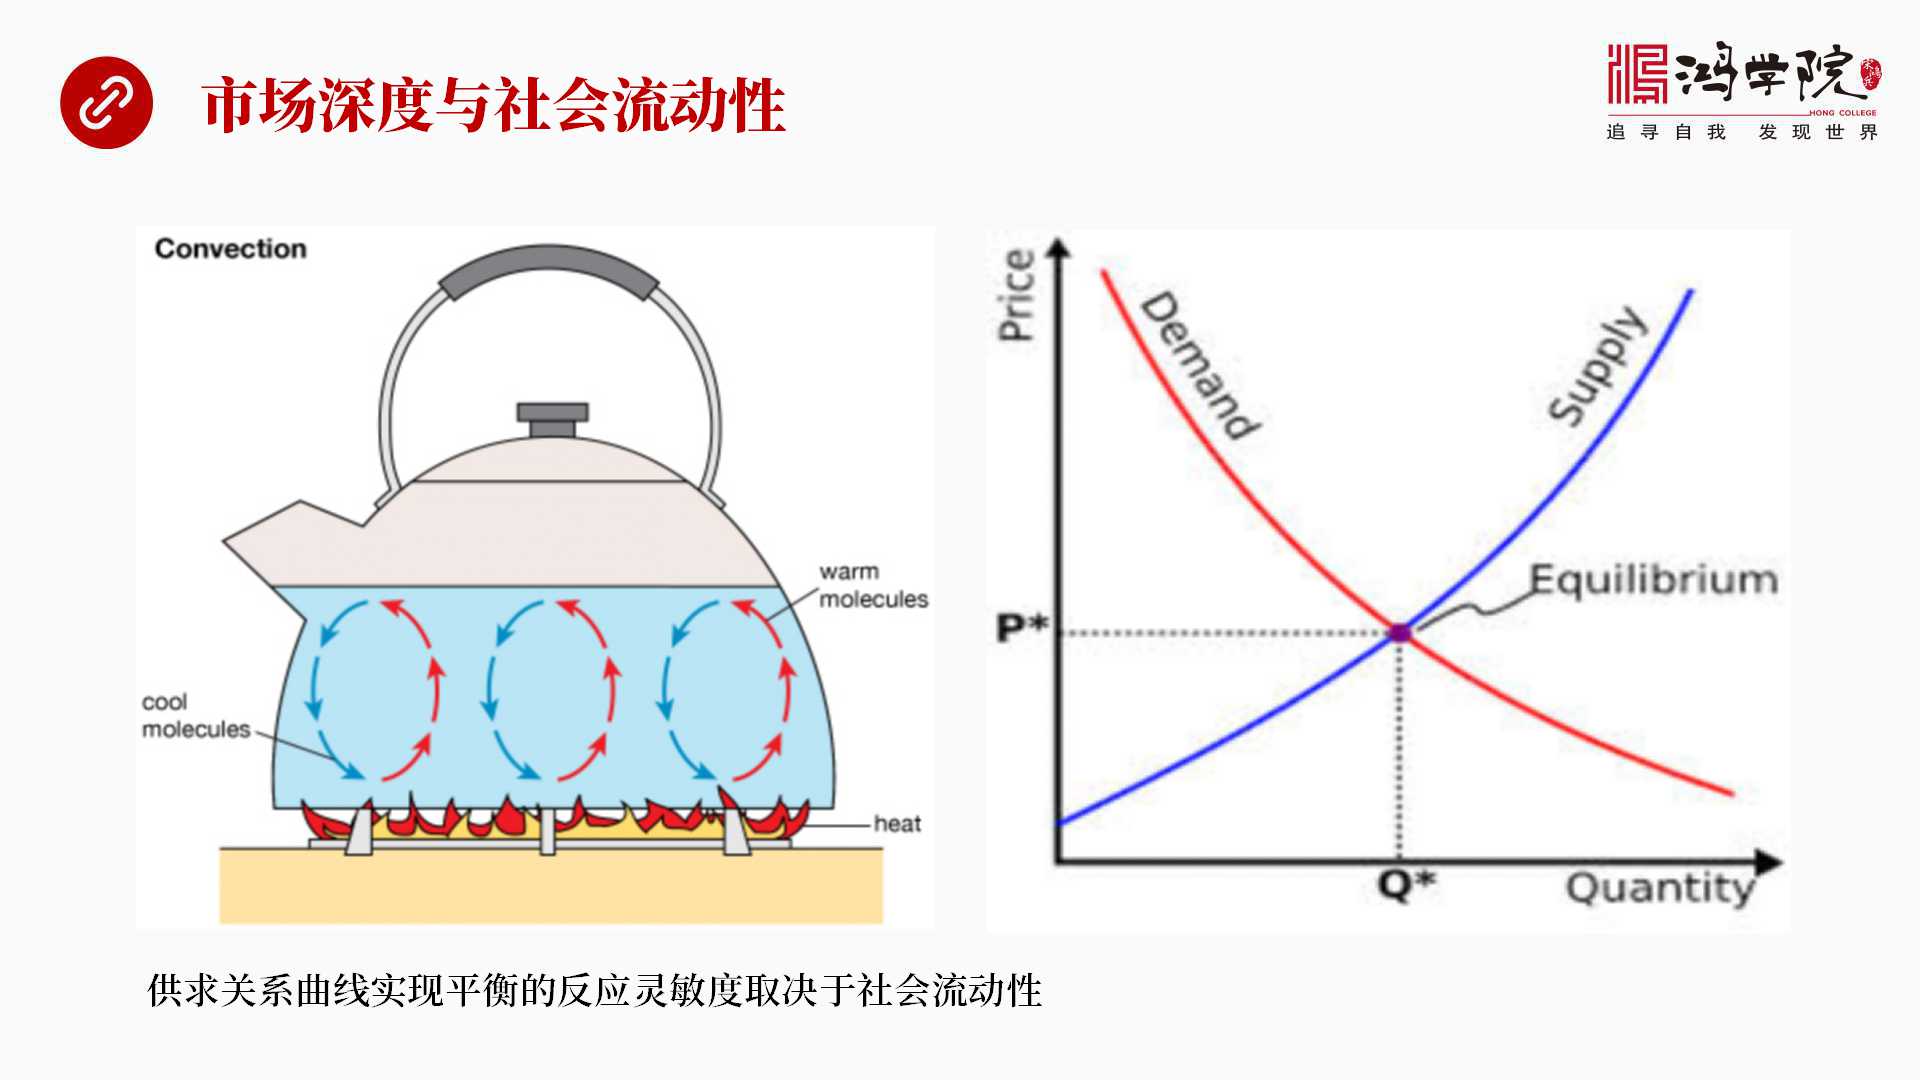 市场深度与社会流动性
鸿学院
宋鸿兵
HONG COLLEGE
追寻自我 发现世界
Convection
warm
molecules
cool
molecules
heat
Price
Demand
Supply
Equilibrium
P*
Q*
Quantity
供求关系曲线实现平衡的反应灵敏度取决于社会流动性